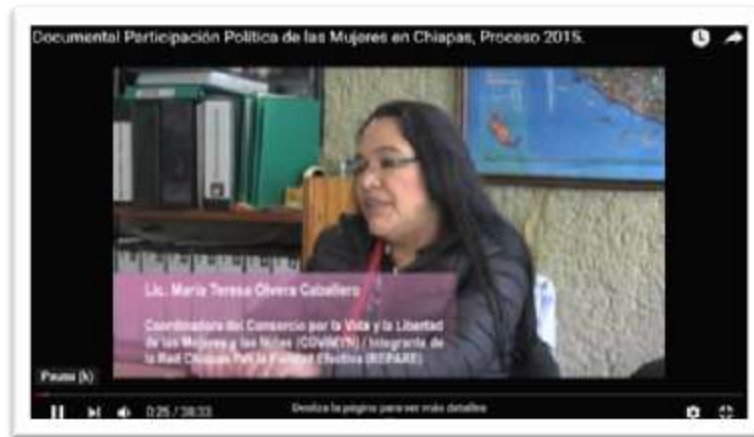 Documental Participación Política de las Mujeres en Chiapas, Proceso 2015.
Lic. María Teresa Olvera Caballero
Coordinadora del Consorcio por la Vida y la Libertad
de las Mujeres y las Niñas (COVIMYN) / Integrante de
la Red Chiapas Por la Paridad Efectiva (REPARE)
Pausa (k)
0:25 / 38:33
Desliza la página para ver más detalles